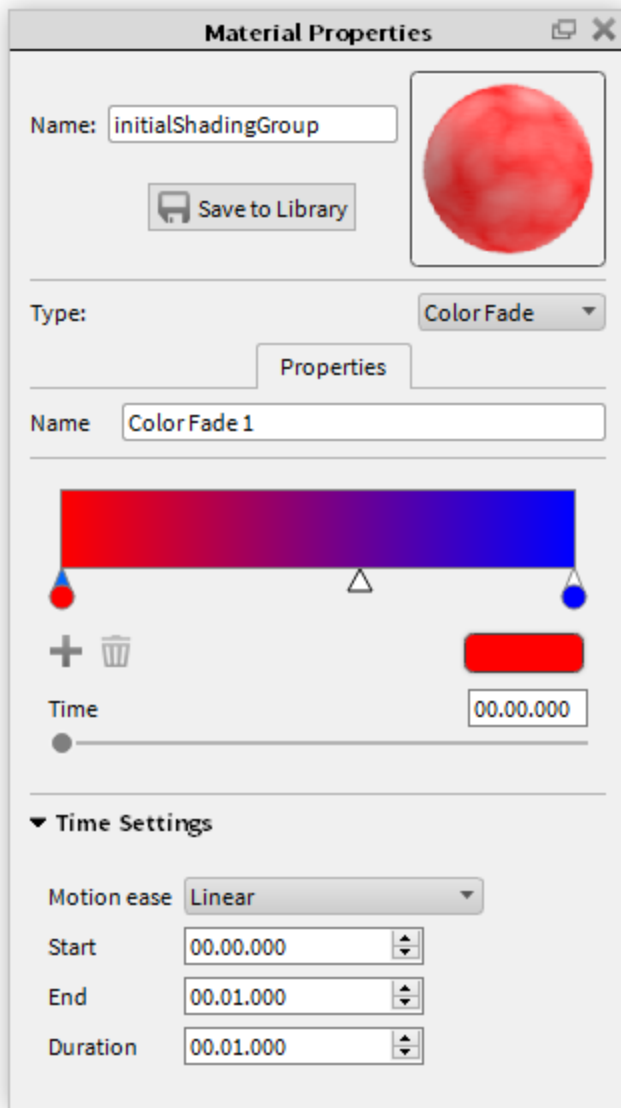 Material Properties
Name: initialShadingGroup
Save to Library
Type: Color Fade
Properties
Name Color Fade 1
Time 00.00.000
Time Settings
Motion ease Linear
Start 00.00.000
End 00.01.000
Duration 00.01.000